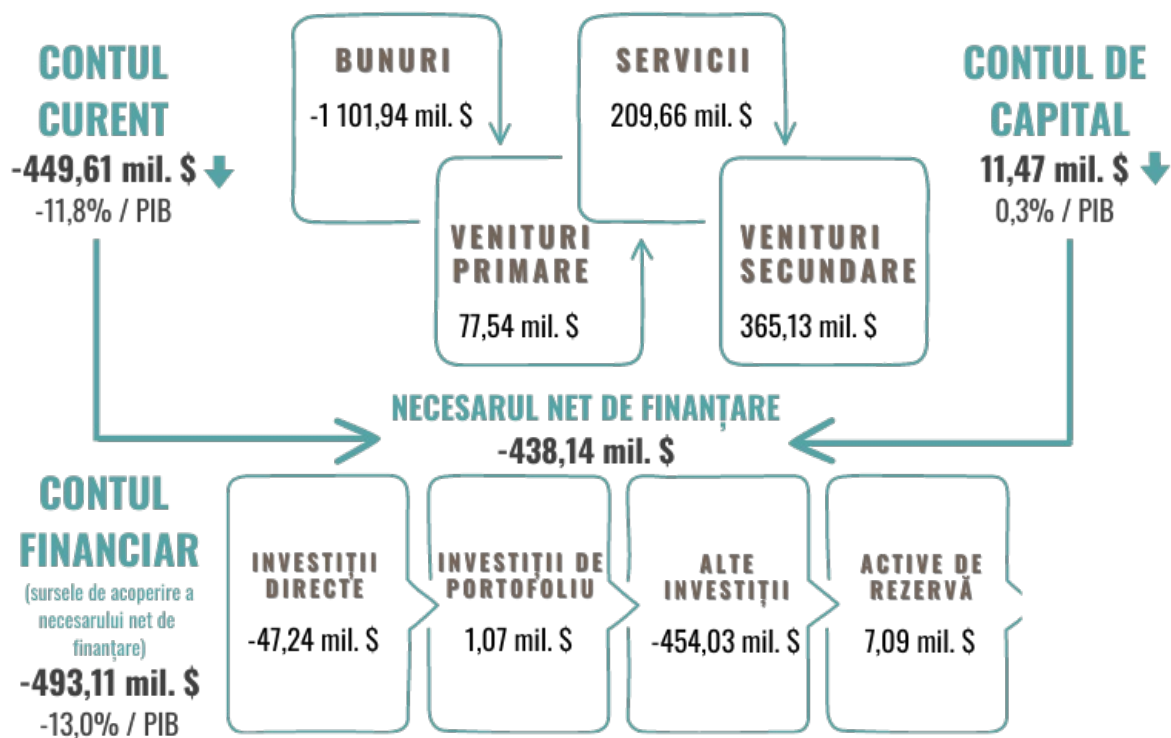 CONTUL
CURENT
-449,61 mil. $
-11,8% / PIB
BUNURI
-1 101,94 mil. $
SERVICII
209,66 mil. $
VENITURI
PRIMARE
77,54 mil. $
VENITURI
SECUNDARE
365,13 mil. $
CONTUL DE
CAPITAL
11,47 mil. $
0,3% / PIB
NECESARUL NET DE FINANȚARE
-438,14 mil. $
CONTUL
FINANCIAR
(sursele de acoperire a
necesarului net de
finanțare)
-493,11 mil. $
-13,0% / PIB
INVESTIȚII
DIRECTE
-47,24 mil. $
INVESTIȚII DE
PORTOFOLIU
1,07 mil. $
ALTE
INVESTIȚII
-454,03 mil. $
ACTIVE DE
REZERVĂ
7,09 mil. $